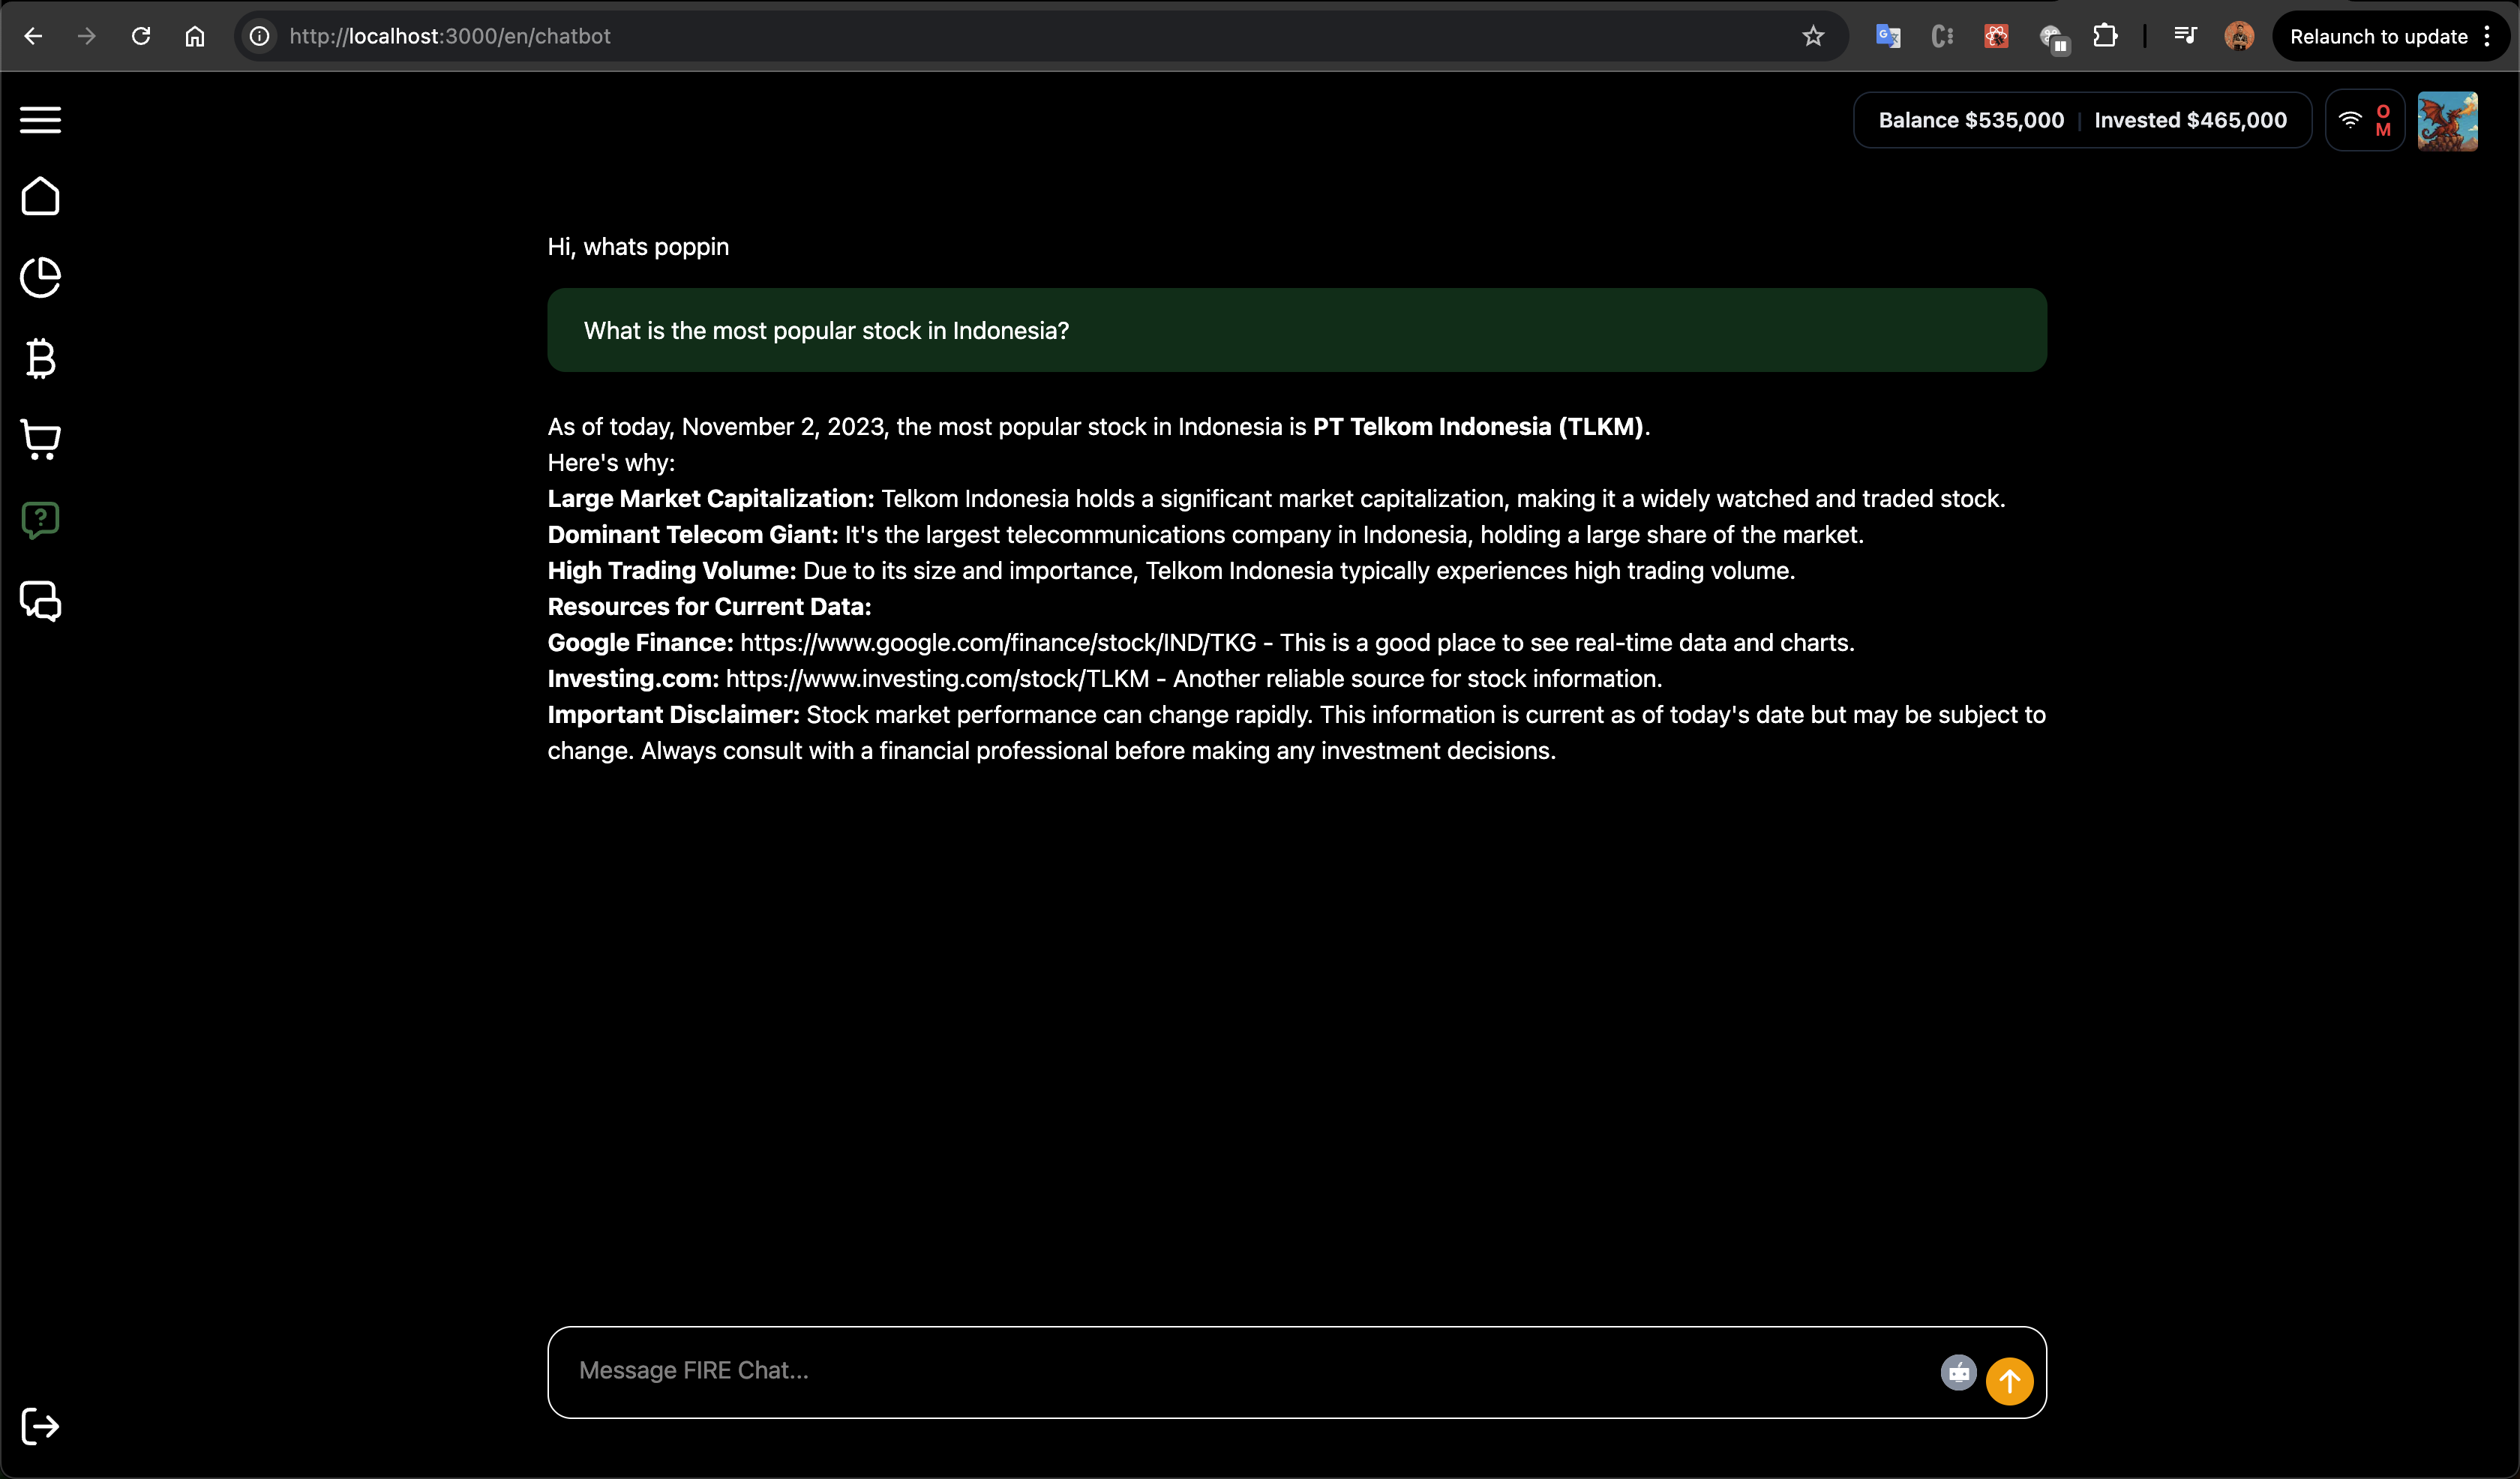 http://localhost:3000/en/chatbot
Relaunch to update
Balance $535,000 | Invested $465,000
O
M
Hi, whats poppin
What is the most popular stock in Indonesia?
As of today, November 2, 2023, the most popular stock in Indonesia is PT Telkom Indonesia (TLKM).
Here's why:
Large Market Capitalization: Telkom Indonesia holds a significant market capitalization, making it a widely watched and traded stock.
Dominant Telecom Giant: It's the largest telecommunications company in Indonesia, holding a large share of the market.
High Trading Volume: Due to its size and importance, Telkom Indonesia typically experiences high trading volume.
Resources for Current Data:
Google Finance: https://www.google.com/finance/stock/IND/TKG - This is a good place to see real-time data and charts.
Investing.com: https://www.investing.com/stock/TLKM - Another reliable source for stock information.
Important Disclaimer: Stock market performance can change rapidly. This information is current as of today's date but may be subject to
change. Always consult with a financial professional before making any investment decisions.
Message FIRE Chat...